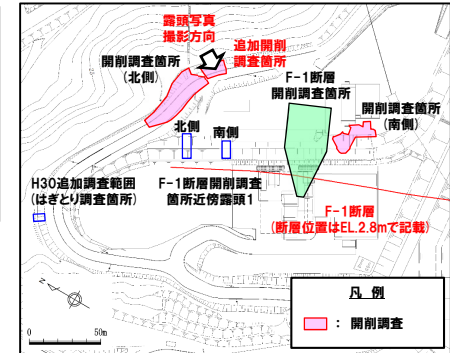 露頭写真
撮影方向
追加開削
調査箇所
開削調査箇所
(北側)
F-1断層
開削調査箇所
開削調査箇所
(南側)
北側
南側
H30追加調査範囲
(はぎとり調査箇所)
F-1断層開削調査
箇所近傍露頭1
F-1断層
(断層位置はEL.2.8mで記載)
N
0
50m
凡 例
: 開削調査